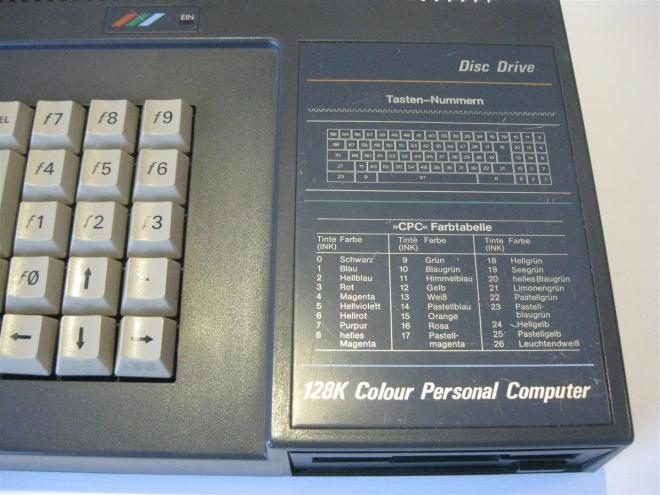 EIN
Disc Drive
Tasten-Nummern
f7 f8 f9
f4 f5 f6
f1 f2 f3
f0 ↑ .
← ↓ →
»CPC« Farbtabelle
Tinte Farbe Tinte Farbe Tinte Farbe
(INK) (INK) (INK)
0 Schwarz 9 Grün 18 Hellgrün
1 Blau 10 Blaugrün 19 Seegrün
2 Hellblau 11 Himmelblau 20 helles Blaugrün
3 Rot 12 Gelb 21 Limonengrün
4 Magenta 13 Weiß 22 Pastellgrün
5 Hellviolett 14 Pastellblau 23 Pastell-
blaugrün
6 Hellrot 15 Orange 24 Hellgelb
7 Purpur 16 Rosa 25 Pastellgelb
8 helles 17 Pastell- 26 Leuchtendweiß
Magenta magenta
128K Colour Personal Computer